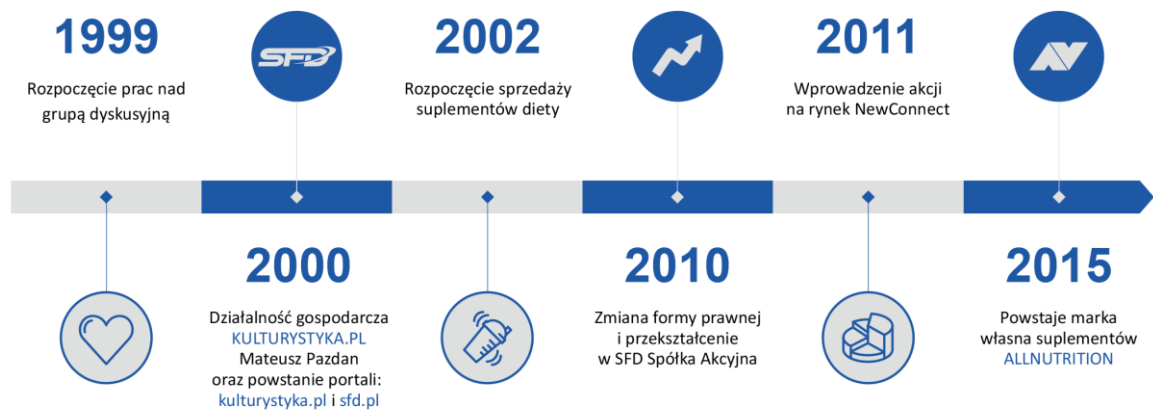 1999
Rozpoczęcie prac nad
grupą dyskusyjną
SFD
2000
Działalność gospodarcza
KULTURYSTYKA.PL
Mateusz Pazdan
oraz powstanie portali:
kulturystyka.pl i sfd.pl
2002
Rozpoczęcie sprzedaży
suplementów diety
2010
Zmiana formy prawnej
i przekształcenie
w SFD Spółka Akcyjna
2011
Wprowadzenie akcji
na rynek NewConnect
2015
Powstaje marka
własna suplementów
ALLNUTRITION